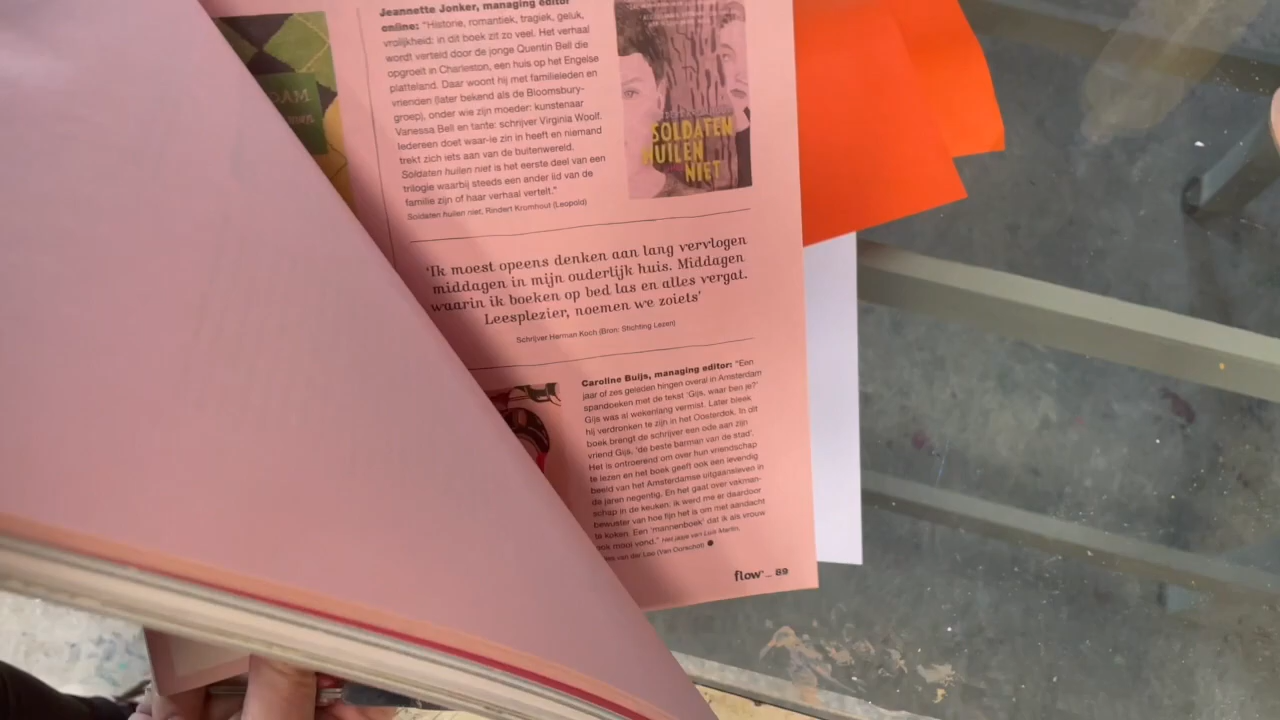 DAM
Jeannette Jonker, managing editor
online: "Historie, romantiek, tragiek, geluk,
vrolijkheid: in dit boek zit zo veel. Het verhaal
wordt verteld door de jonge Quentin Bell die
opgroeit in Charleston, een huis op het Engelse
platteland. Daar woont hij met familieleden en
vrienden (later bekend als de Bloomsbury-
groep), onder wie zijn moeder: kunstenaar
Vanessa Bell en tante: schrijver Virginia Woolf.
Iedereen doet waar-ie zin in heeft en niemand
trekt zich iets aan van de buitenwereld.
Soldaten huilen niet is het eerste deel van een
trilogie waarbij steeds een ander lid van de
familie zijn of haar verhaal vertelt."
Soldaten huilen niet, Rindert Kromhout (Leopold)
SOLDATEN
HUILEN
NIET
'Ik moest opeens denken aan lang vervlogen
middagen in mijn ouderlijk huis. Middagen
waarin ik boeken op bed las en alles vergat.
Leesplezier, noemen we zoiets'
Schrijver Herman Koch (Bron: Stichting Lezen)
Caroline Buijs, managing editor: "Een
jaar of zes geladen hingen overal in Amsterdam
spandoeken met de tekst 'Gijs, waar ben je?'
Gijs was al wekenlang vermist. Later bleek
hij verdronken te zijn in het Oosterdok. In dit
boek brengt de schrijver een ode aan zijn
vriend Gijs, 'de beste barman van de stad'.
Het is ontroerend om over hun vriendschap
te lezen en het boek geeft ook een levendig
beeld van het Amsterdamse uitgaansleven in
de jaren negentig. En het gaat over vakman-
schap in de keuken. Ik werd me er daardoor
bewuster van hoe fijn het is om met aandacht
te koken. Een 'mannenboek' dat ik als vrouw
ook mooi vond." Het jasje van Luis Martín,
van der Lee (Van Oorschot)
flow _ 89